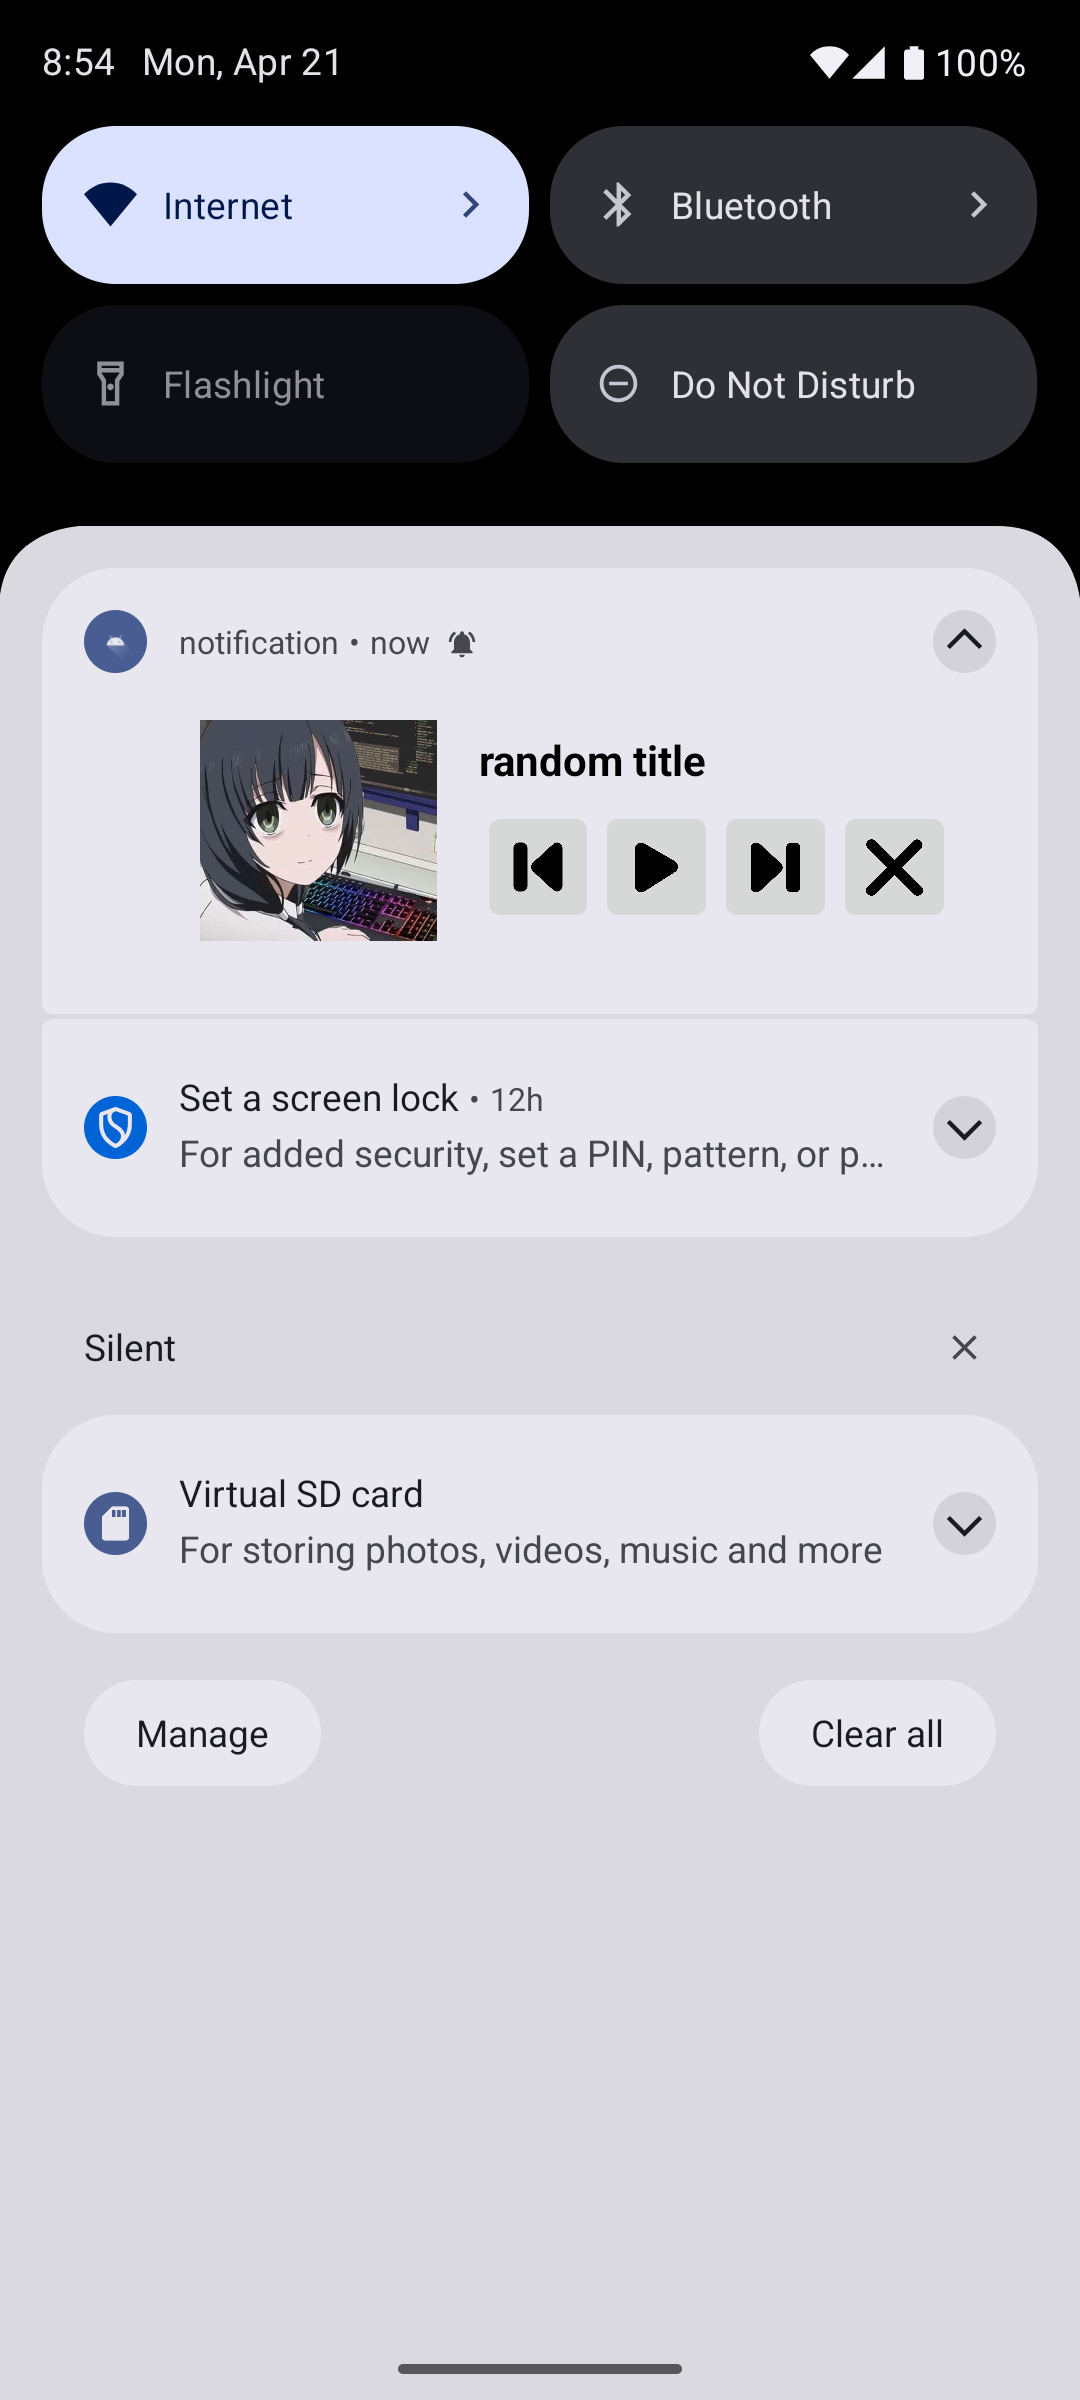 8:54 Mon, Apr 21 100%
Internet
Bluetooth
Flashlight
Do Not Disturb
notification • now
random title
Set a screen lock • 12h
For added security, set a PIN, pattern, or p…
Silent
Virtual SD card
For storing photos, videos, music and more
Manage
Clear all